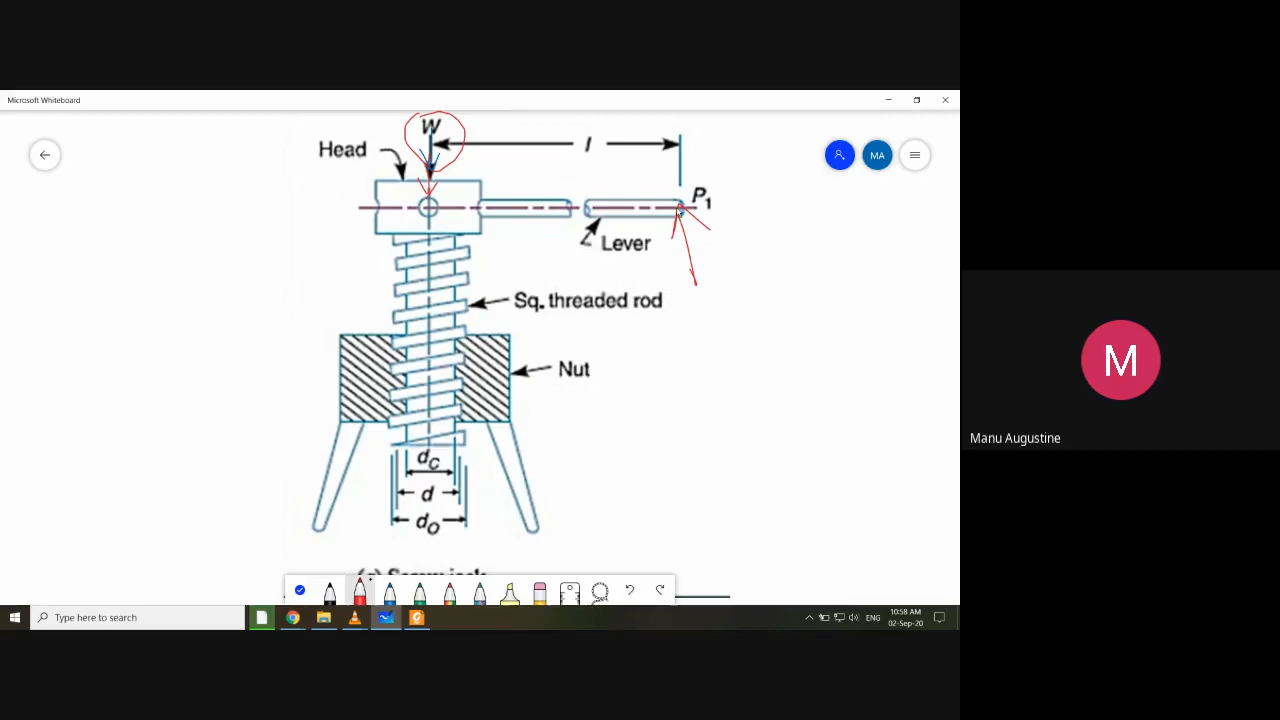 Microsoft Whiteboard
W
l
Head
MA
P1
Lever
Sq. threaded rod
Nut
M
Manu Augustine
dC
d
dO
Type here to search
ENG
10:58 AM
02-Sep-20